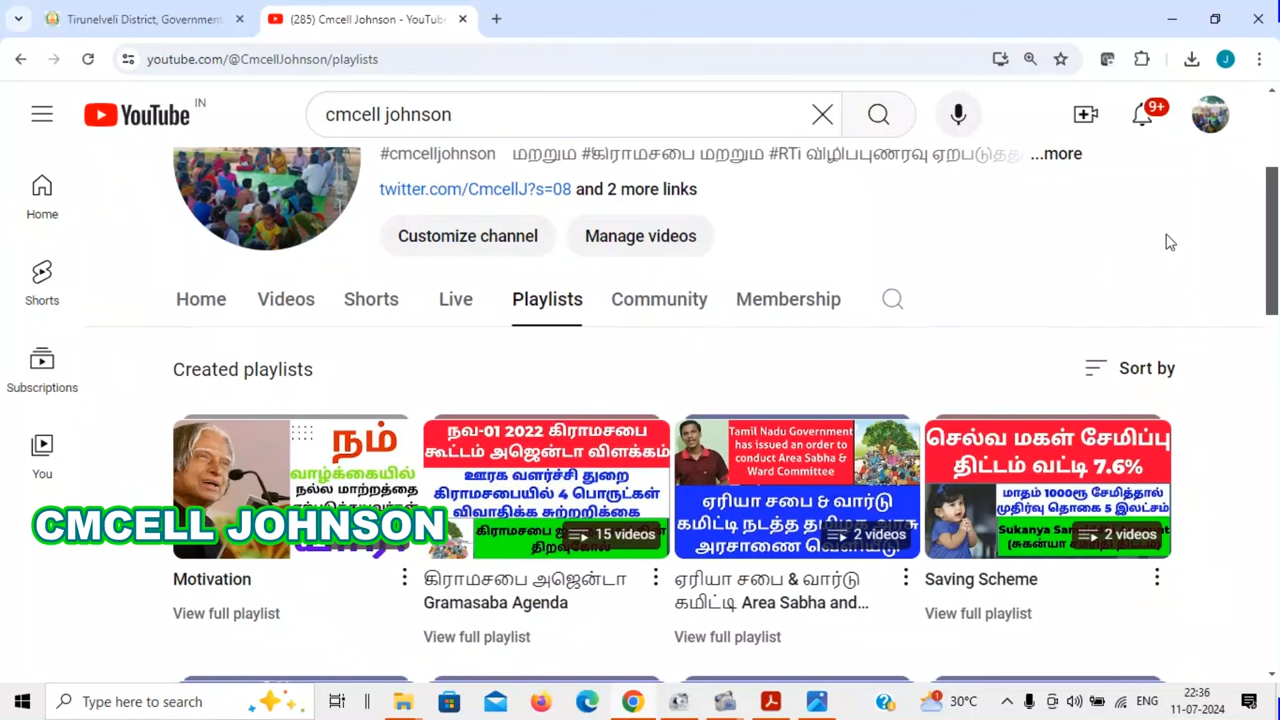 Tirunelveli District, Government
(285) Cmcell Johnson - YouTube
youtube.com/@CmcellJohnson/playlists
J
YouTube
IN
cmcell johnson
9+
#cmcelljohnson மற்றும் #கிராமசபை மற்றும் #RTi விழிப்புணர்வு ஏற்படுத்த
...more
twitter.com/CmcellJ?s=08 and 2 more links
Customize channel
Manage videos
Home
Shorts
Subscriptions
You
Home
Videos
Shorts
Live
Playlists
Community
Membership
Created playlists
Sort by
நம்
வாழ்க்கையில்
நல்ல மாற்றத்தை
CMCELL JOHNSON
Motivation
View full playlist
நவ-01 2022 கிராமசபை
கூட்டம் அஜெண்டா விளக்கம்
ஊரக வளர்ச்சி துறை
கிராமசபையில் 4 பொருட்கள்
விவாதிக்க சுற்றறிக்கை
15 videos
கிராமசபை அஜெண்டா
Gramasaba Agenda
View full playlist
Tamil Nadu Government
has issued an order to
conduct Area Sabha &
Ward Committee
ஏரியா சபை & வார்டு
கமிட்டி நடத்த தமிழக அரசு
அரசாணை வெளியீடு
2 videos
ஏரியா சபை & வார்டு
கமிட்டி Area Sabha and...
View full playlist
செல்வ மகள் சேமிப்பு
திட்டம் வட்டி 7.6%
மாதம் 1000ரூ சேமித்தால்
முதிர்வு தொகை 5 இலட்சம்
2 videos
Saving Scheme
View full playlist
Type here to search
30°C
ENG
22:36
11-07-2024